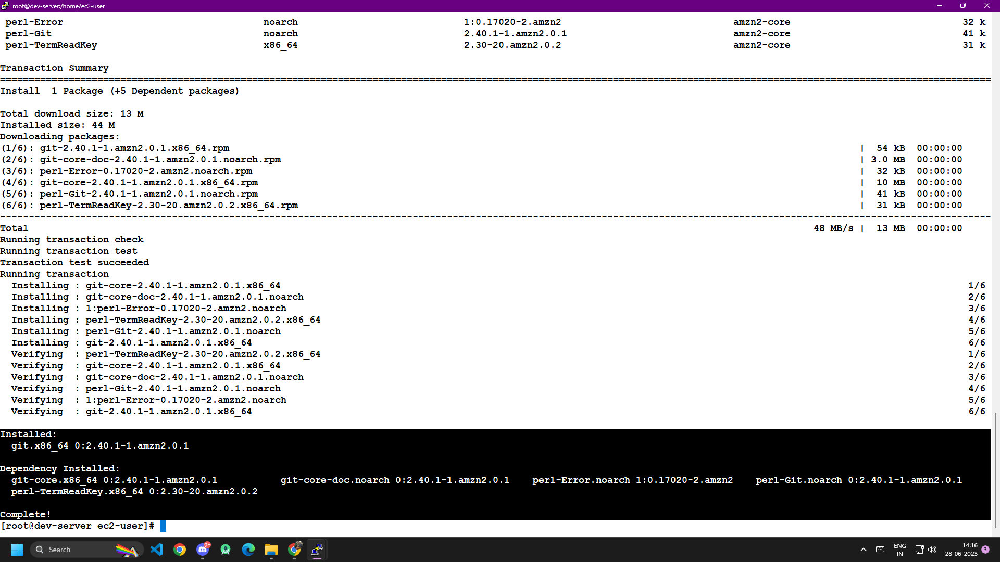 root@dev-server:/home/ec2-user
perl-Error noarch 1:0.17020-2.amzn2 amzn2-core 32 k
perl-Git noarch 2.40.1-1.amzn2.0.1 amzn2-core 41 k
perl-TermReadKey x86_64 2.30-20.amzn2.0.2 amzn2-core 31 k
Transaction Summary
================================================================================
Install  1 Package (+5 Dependent packages)
Total download size: 13 M
Installed size: 44 M
Downloading packages:
(1/6): git-2.40.1-1.amzn2.0.1.x86_64.rpm | 54 kB 00:00:00
(2/6): git-core-doc-2.40.1-1.amzn2.0.1.noarch.rpm | 3.0 MB 00:00:00
(3/6): perl-Error-0.17020-2.amzn2.noarch.rpm | 32 kB 00:00:00
(4/6): git-core-2.40.1-1.amzn2.0.1.x86_64.rpm | 10 MB 00:00:00
(5/6): perl-Git-2.40.1-1.amzn2.0.1.noarch.rpm | 41 kB 00:00:00
(6/6): perl-TermReadKey-2.30-20.amzn2.0.2.x86_64.rpm | 31 kB 00:00:00
--------------------------------------------------------------------------------
Total 48 MB/s | 13 MB 00:00:00
Running transaction check
Running transaction test
Transaction test succeeded
Running transaction
Installing : git-core-2.40.1-1.amzn2.0.1.x86_64 1/6
Installing : git-core-doc-2.40.1-1.amzn2.0.1.noarch 2/6
Installing : 1:perl-Error-0.17020-2.amzn2.noarch 3/6
Installing : perl-TermReadKey-2.30-20.amzn2.0.2.x86_64 4/6
Installing : perl-Git-2.40.1-1.amzn2.0.1.noarch 5/6
Installing : git-2.40.1-1.amzn2.0.1.x86_64 6/6
Verifying  : perl-TermReadKey-2.30-20.amzn2.0.2.x86_64 1/6
Verifying  : git-core-2.40.1-1.amzn2.0.1.x86_64 2/6
Verifying  : git-core-doc-2.40.1-1.amzn2.0.1.noarch 3/6
Verifying  : perl-Git-2.40.1-1.amzn2.0.1.noarch 4/6
Verifying  : 1:perl-Error-0.17020-2.amzn2.noarch 5/6
Verifying  : git-2.40.1-1.amzn2.0.1.x86_64 6/6
Installed:
git.x86_64 0:2.40.1-1.amzn2.0.1
Dependency Installed:
git-core.x86_64 0:2.40.1-1.amzn2.0.1 git-core-doc.noarch 0:2.40.1-1.amzn2.0.1 perl-Error.noarch 1:0.17020-2.amzn2 perl-Git.noarch 0:2.40.1-1.amzn2.0.1
perl-TermReadKey.x86_64 0:2.30-20.amzn2.0.2
Complete!
[root@dev-server ec2-user]#
Search
9+
ENG
IN
14:16
28-06-2023
3